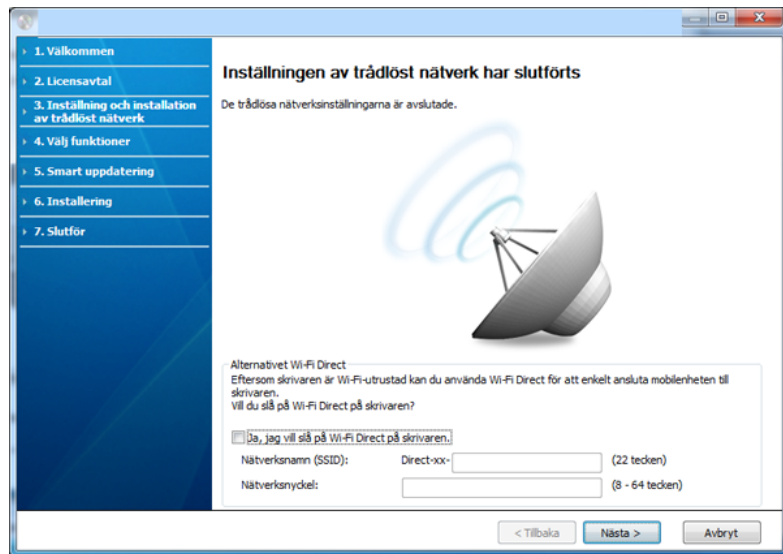 1. Välkommen
2. Licensavtal
3. Inställning och installation
av trådlöst nätverk
4. Välj funktioner
5. Smart uppdatering
6. Installering
7. Slutför
Inställningen av trådlöst nätverk har slutförts
De trådlösa nätverksinställningarna är avslutade.
Alternativet Wi-Fi Direct
Eftersom skrivaren är Wi-Fi-utrustad kan du använda Wi-Fi Direct för att enkelt ansluta mobilenheten till
skrivaren.
Vill du slå på Wi-Fi Direct på skrivaren?
Ja, jag vill slå på Wi-Fi Direct på skrivaren.
Nätverksnamn (SSID): Direct-xx- (22 tecken)
Nätverksnyckel: (8 - 64 tecken)
< Tillbaka Nästa > Avbryt